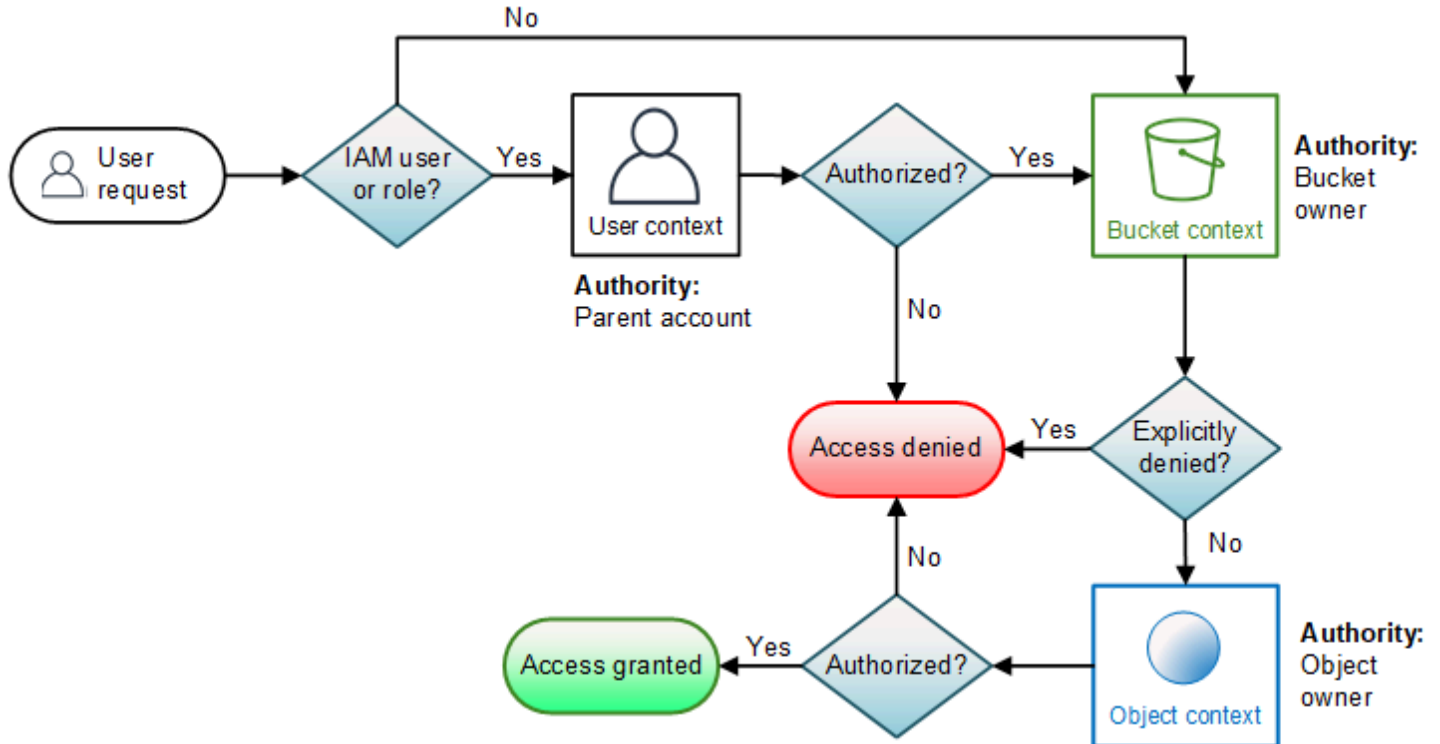 No
User
request
IAM user
or role?
Yes
User context
Authority:
Parent account
Authorized?
Yes
Bucket context
Authority:
Bucket
owner
No
Access denied
Yes
Explicitly
denied?
No
No
Access granted
Yes
Authorized?
Object context
Authority:
Object
owner